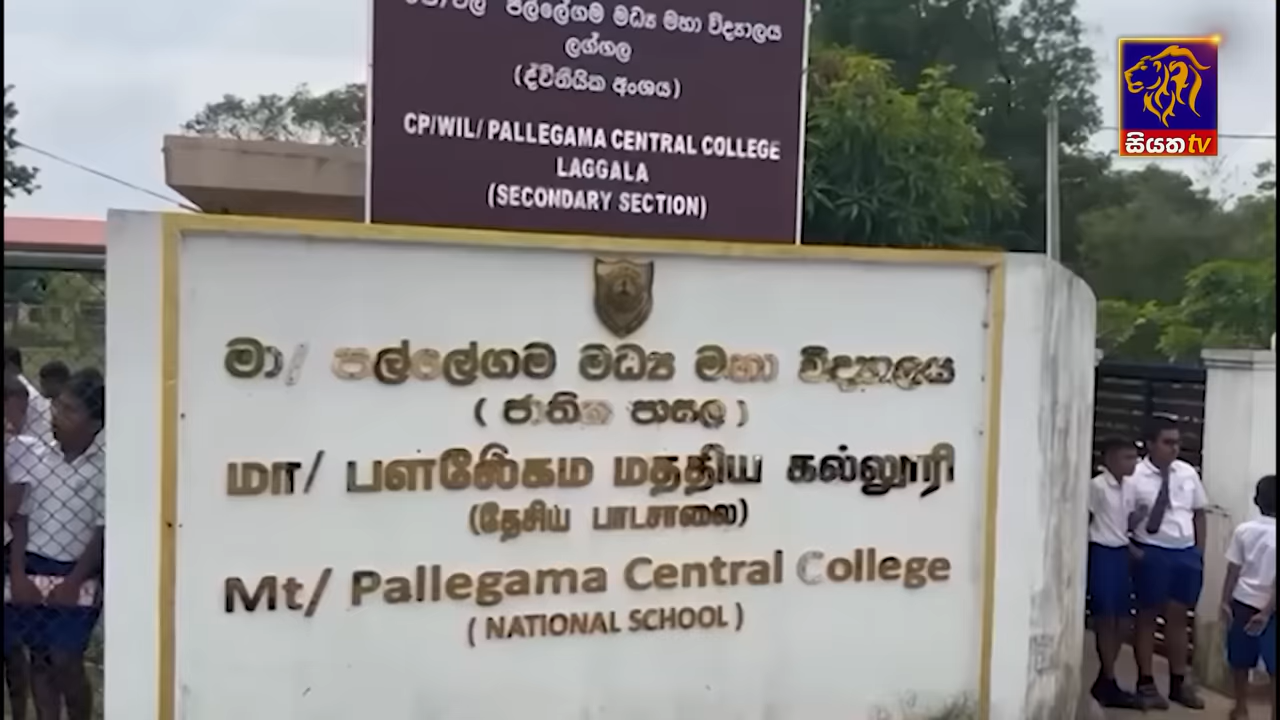 පල්ලේගම මධ්‍ය මහා විද්‍යාලය
ලග්ගල
(ද්විතීයික අංශය)
CP/WIL/ PALLEGAMA CENTRAL COLLEGE
LAGGALA
(SECONDARY SECTION)
සියත tv
මා/ පල්ලේගම මධ්‍ය මහා විද්‍යාලය
( ජාතික පාසල )
மா/ பள்லேகம மத்திய கல்லூரி
(தேசிய பாடசாலை)
Mt/ Pallegama Central College
( NATIONAL SCHOOL )